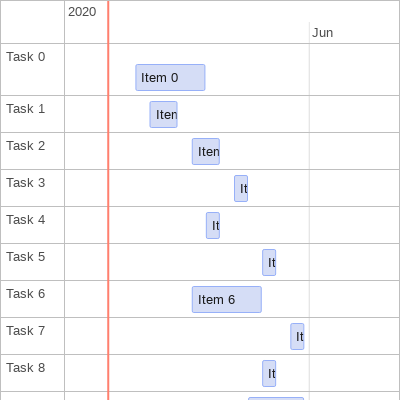 2020
Jun
Task 0
Item 0
Task 1
Iten
Task 2
Iten
Task 3
It
Task 4
It
Task 5
It
Task 6
Item 6
Task 7
It
Task 8
It